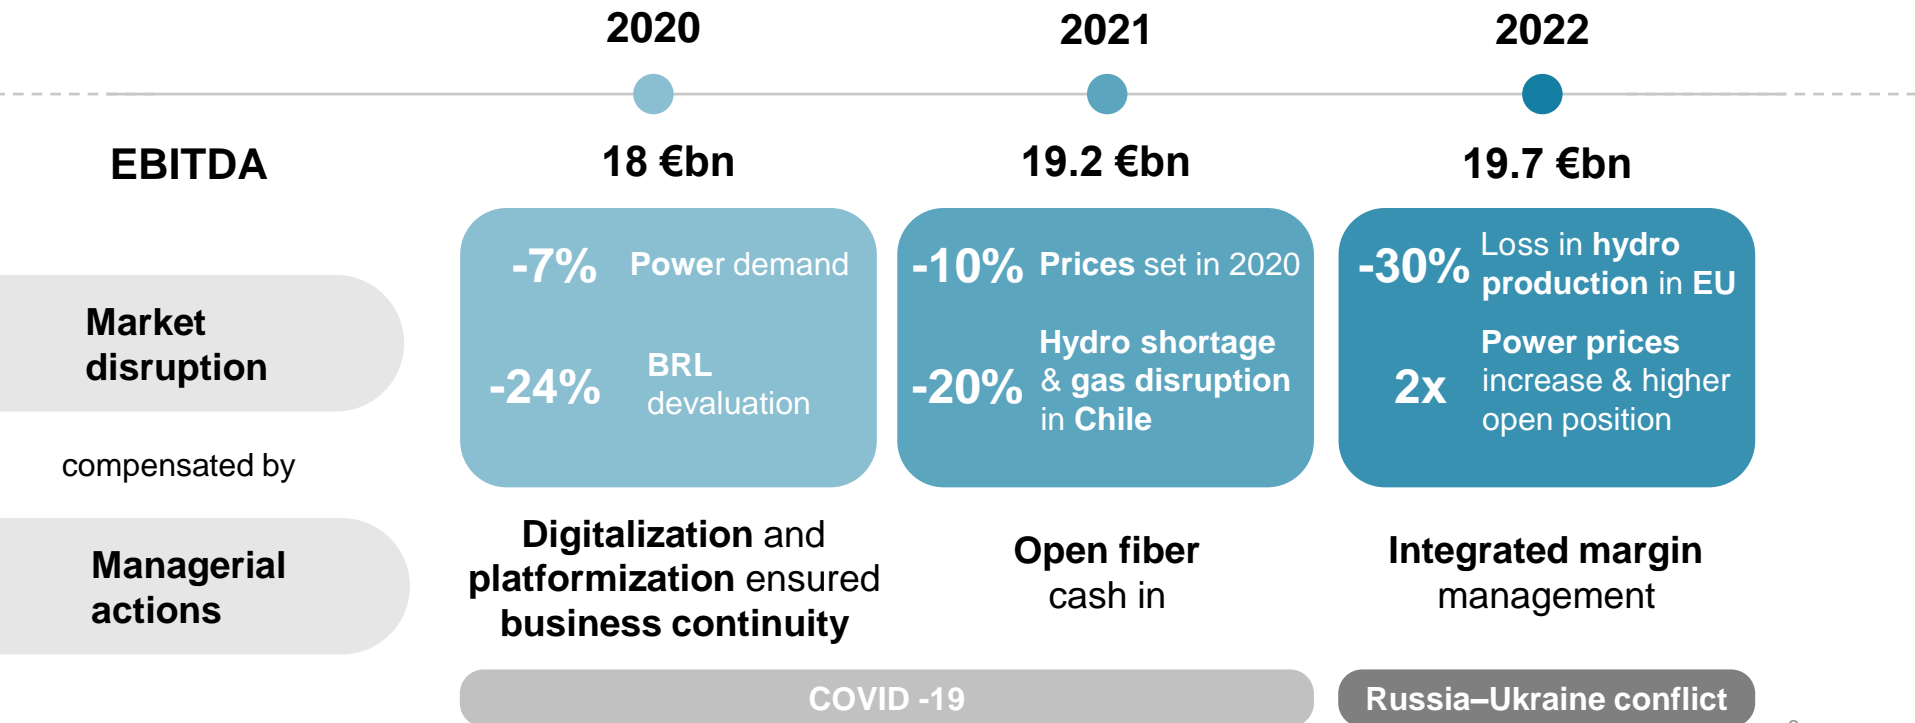 2020
2021
2022
EBITDA
18 €bn
19.2 €bn
19.7 €bn
Market
disruption
-7%
Power demand
-24%
BRL
devaluation
-10%
Prices set in 2020
-20%
Hydro shortage
& gas disruption
in Chile
-30%
Loss in hydro
production in EU
2x
Power prices
increase & higher
open position
compensated by
Managerial
actions
Digitalization and
platformization ensured
business continuity
Open fiber
cash in
Integrated margin
management
COVID -19
Russia–Ukraine conflict